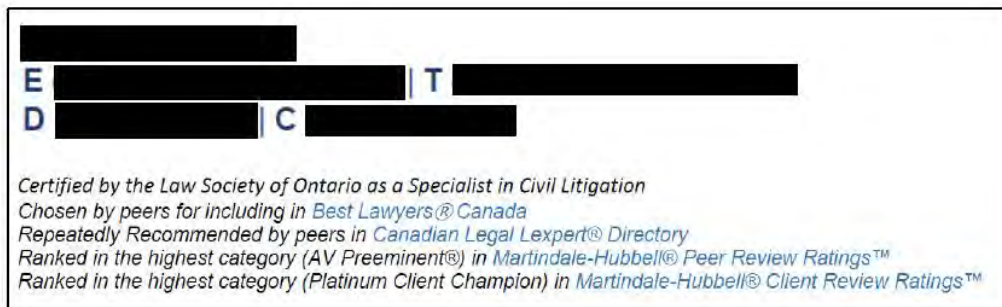 E | T
D | C
Certified by the Law Society of Ontario as a Specialist in Civil Litigation
Chosen by peers for including in Best Lawyers® Canada
Repeatedly Recommended by peers in Canadian Legal Lexpert® Directory
Ranked in the highest category (AV Preeminent®) in Martindale-Hubbell® Peer Review Ratings™
Ranked in the highest category (Platinum Client Champion) in Martindale-Hubbell® Client Review Ratings™